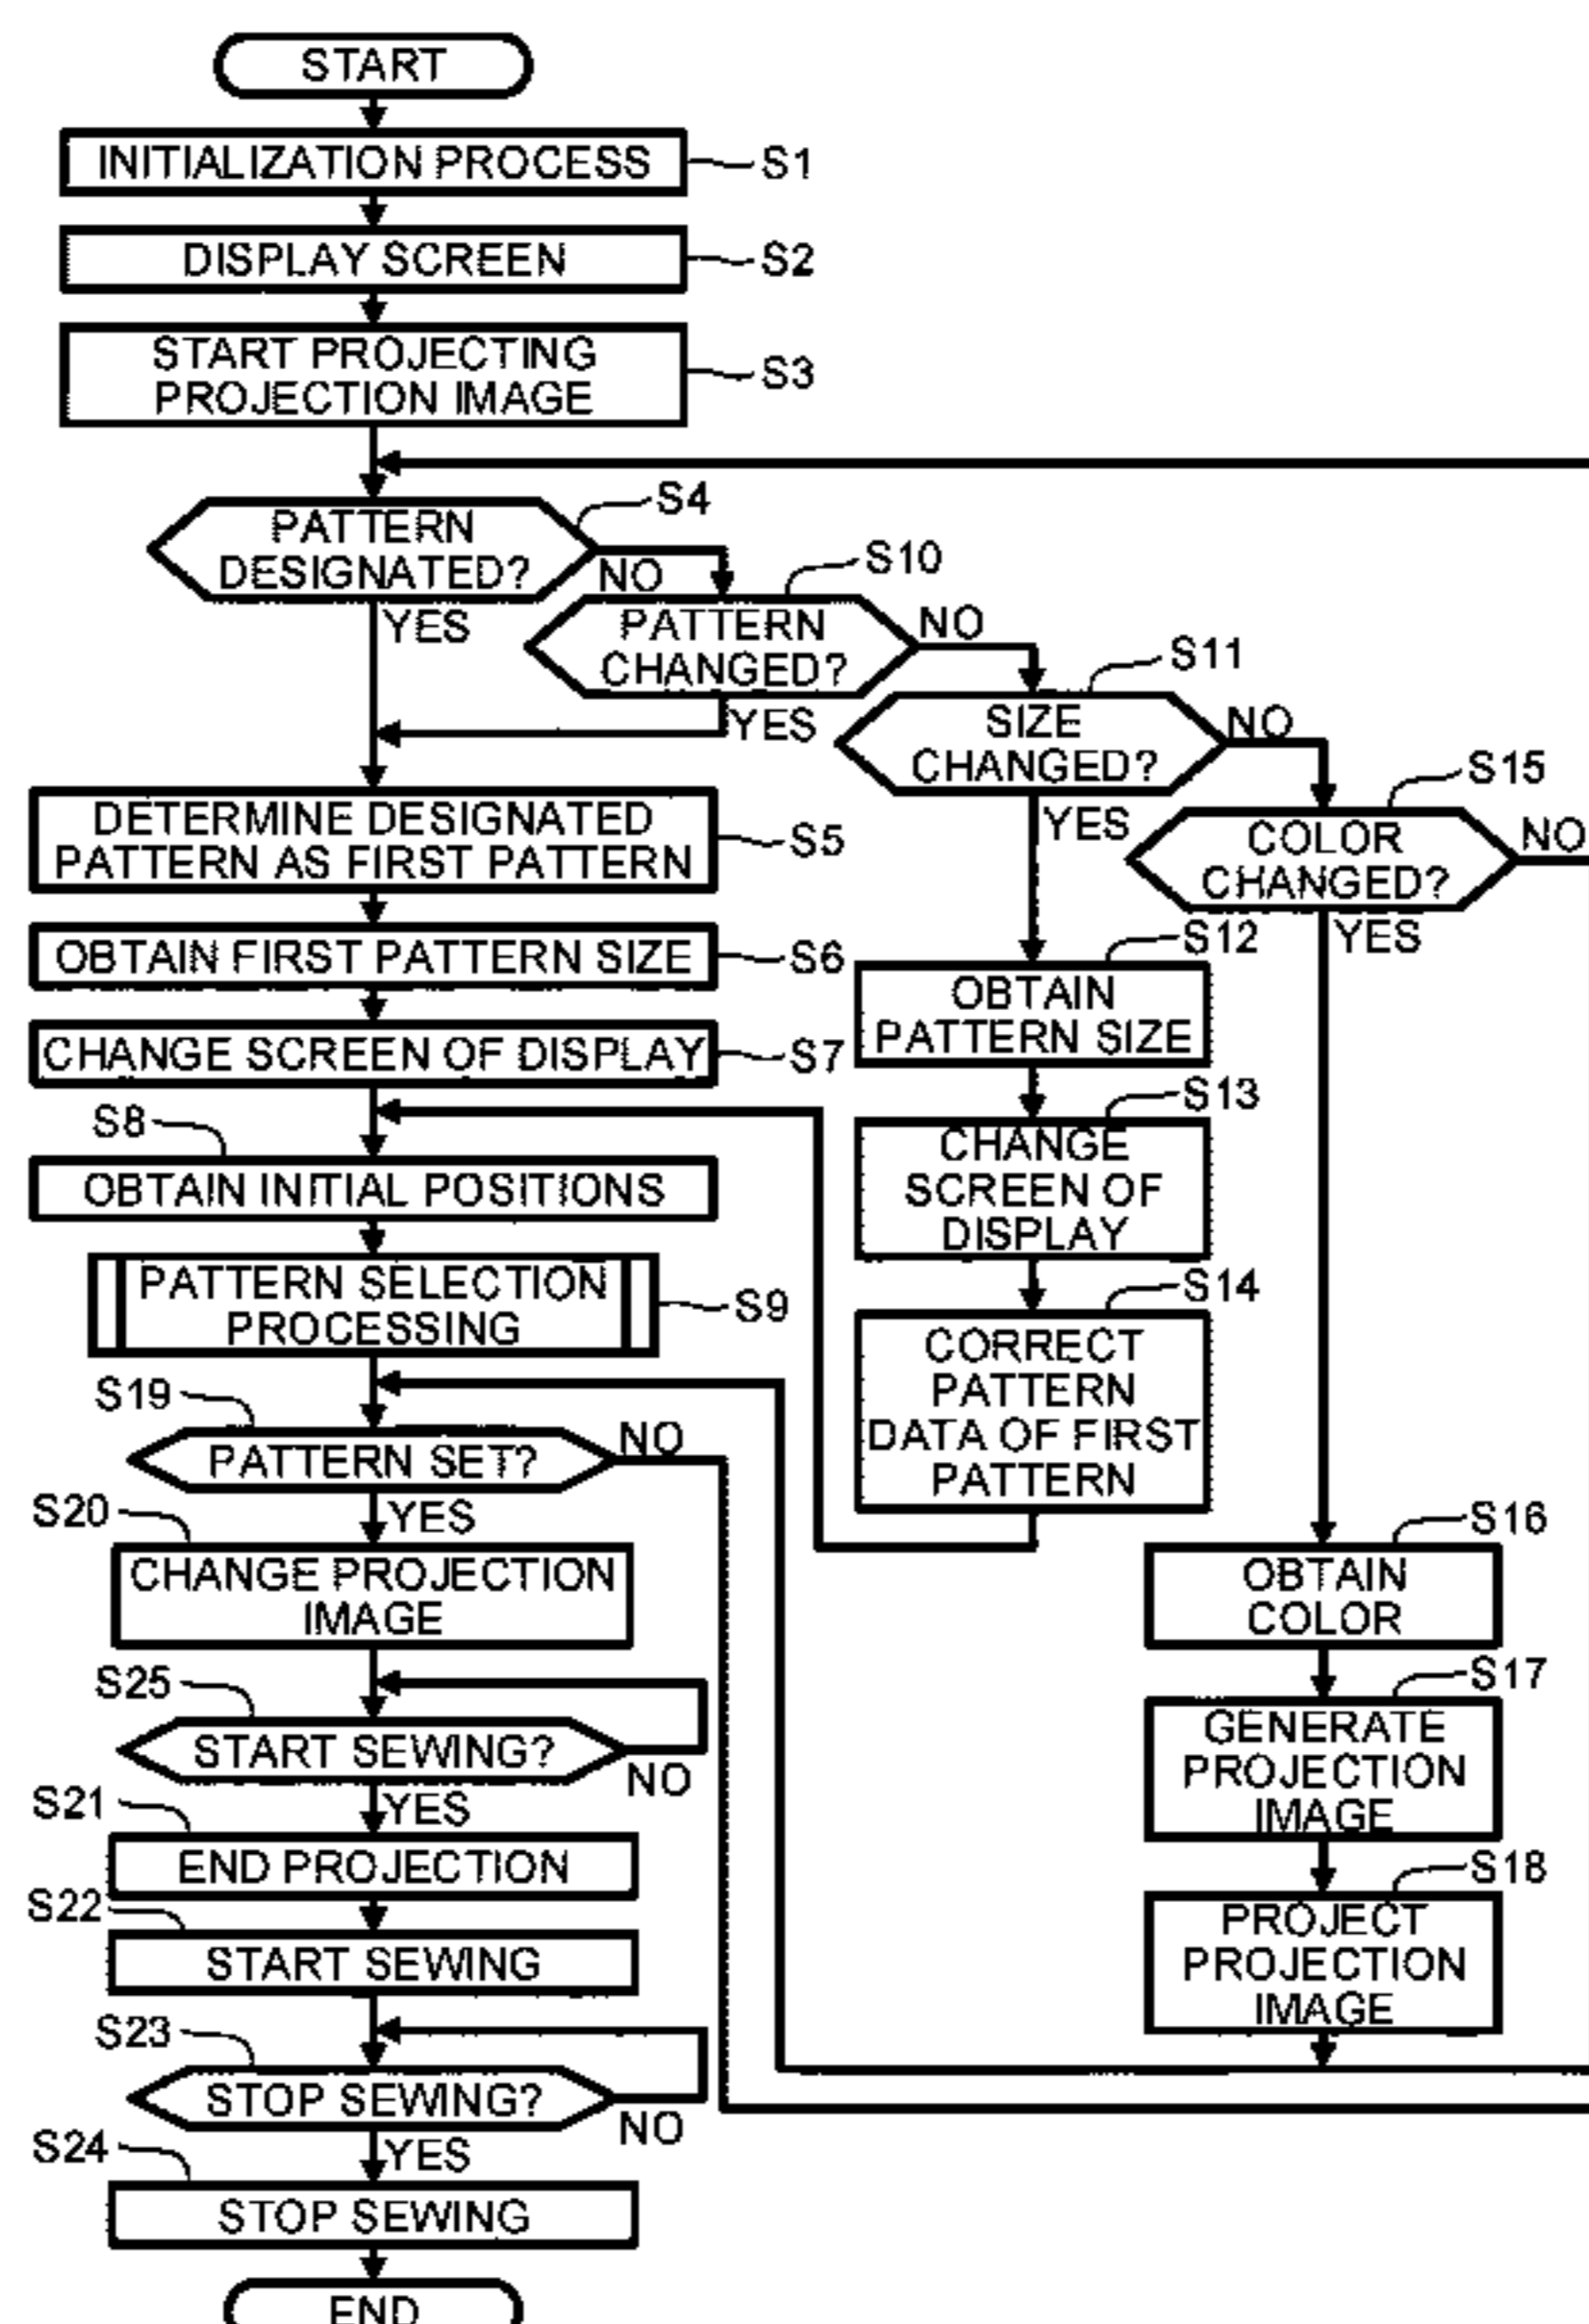 START
INITIALIZATION PROCESS
S1
DISPLAY SCREEN
S2
START PROJECTING
PROJECTION IMAGE
S3
S4
PATTERN
DESIGNATED?
NO
YES
S10
PATTERN
CHANGED?
NO
YES
S11
SIZE
CHANGED?
NO
YES
S15
COLOR
CHANGED?
NO
YES
DETERMINE DESIGNATED
PATTERN AS FIRST PATTERN
S5
OBTAIN FIRST PATTERN SIZE
S6
CHANGE SCREEN OF DISPLAY
S7
S8
OBTAIN INITIAL POSITIONS
PATTERN SELECTION
PROCESSING
S9
S12
OBTAIN
PATTERN SIZE
S13
CHANGE
SCREEN OF
DISPLAY
S14
CORRECT
PATTERN
DATA OF FIRST
PATTERN
S16
OBTAIN
COLOR
S17
GENERATE
PROJECTION
IMAGE
S18
PROJECT
PROJECTION
IMAGE
S19
PATTERN SET?
NO
YES
S20
CHANGE PROJECTION
IMAGE
S25
START SEWING?
NO
YES
S21
END PROJECTION
S22
START SEWING
S23
STOP SEWING?
NO
YES
S24
STOP SEWING
END